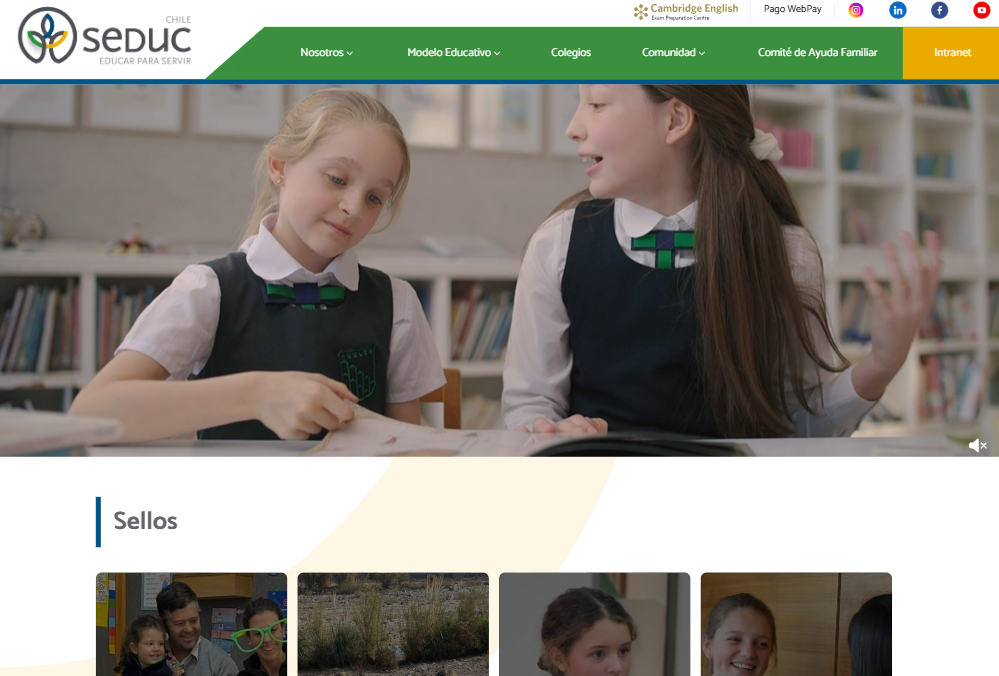 CHILE
seduc
EDUCAR PARA SERVIR
Cambridge English
Exam Preparation Centre
Pago WebPay
Nosotros
Modelo Educativo
Colegios
Comunidad
Comité de Ayuda Familiar
Intranet
Sellos